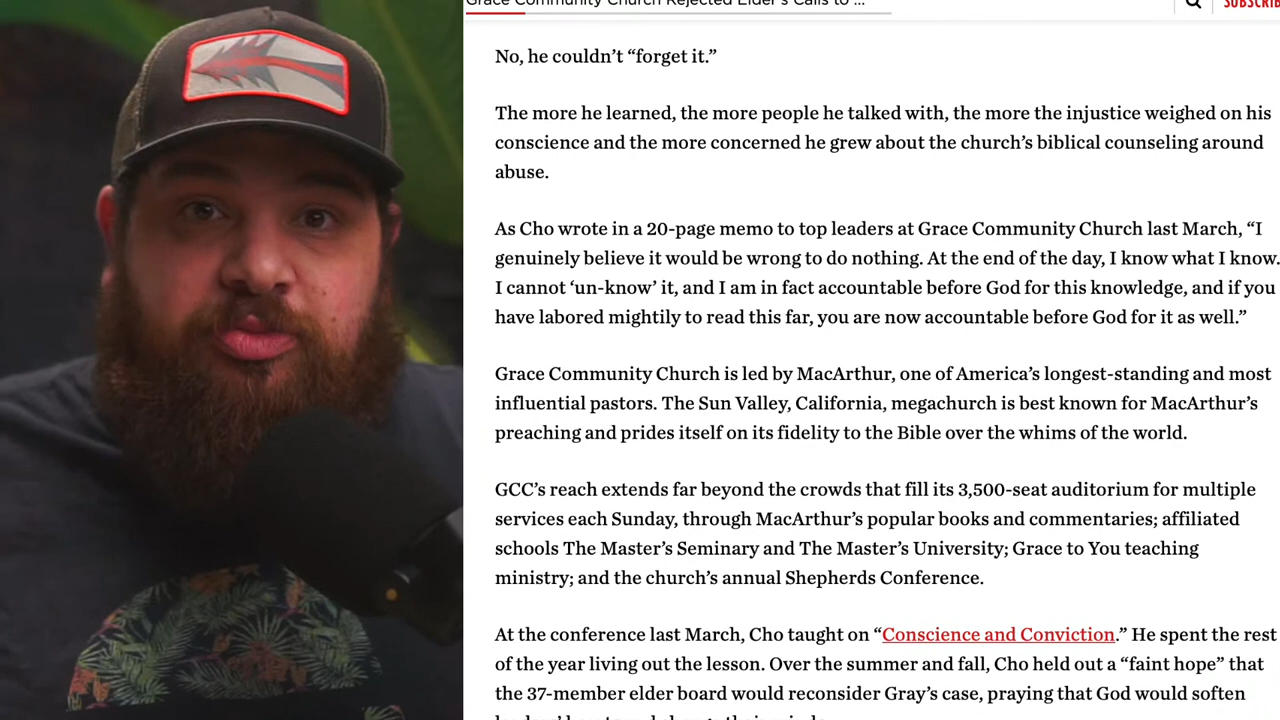 Grace Community Church Rejected Elder's Calls to ...
SUBSCRIB
No, he couldn't “forget it.”
The more he learned, the more people he talked with, the more the injustice weighed on his
conscience and the more concerned he grew about the church's biblical counseling around
abuse.
As Cho wrote in a 20-page memo to top leaders at Grace Community Church last March, “I
genuinely believe it would be wrong to do nothing. At the end of the day, I know what I know.
I cannot ‘un-know’ it, and I am in fact accountable before God for this knowledge, and if you
have labored mightily to read this far, you are now accountable before God for it as well.”
Grace Community Church is led by MacArthur, one of America’s longest-standing and most
influential pastors. The Sun Valley, California, megachurch is best known for MacArthur’s
preaching and prides itself on its fidelity to the Bible over the whims of the world.
GCC’s reach extends far beyond the crowds that fill its 3,500-seat auditorium for multiple
services each Sunday, through MacArthur’s popular books and commentaries; affiliated
schools The Master’s Seminary and The Master’s University; Grace to You teaching
ministry; and the church’s annual Shepherds Conference.
At the conference last March, Cho taught on “Conscience and Conviction.” He spent the rest
of the year living out the lesson. Over the summer and fall, Cho held out a “faint hope” that
the 37-member elder board would reconsider Gray’s case, praying that God would soften